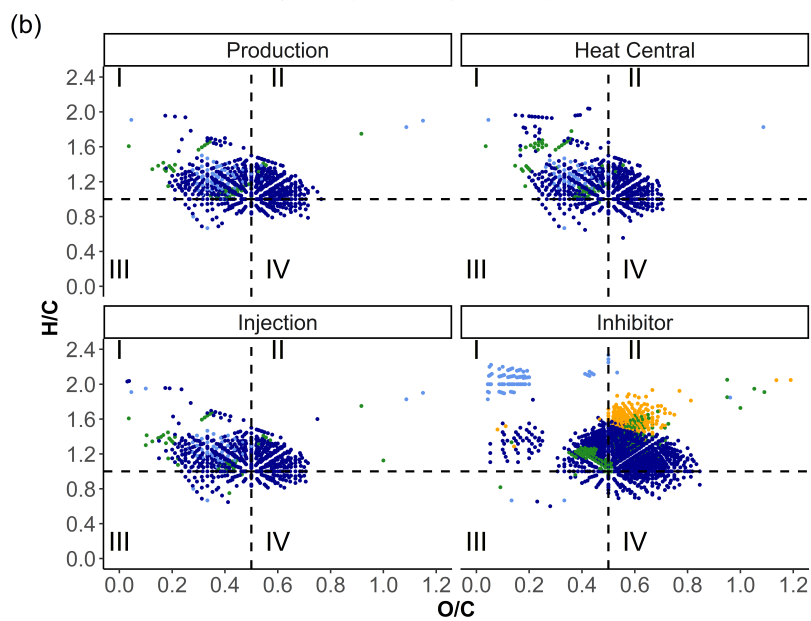 (b)
Production Heat Central
I II I II
2.4
2.0
1.6
1.2
0.8
0.4
0.0
III IV III IV
H/C
Injection Inhibitor
I II I II
2.4
2.0
1.6
1.2
0.8
0.4
0.0
III IV III IV
0.0 0.2 0.4 0.6 0.8 1.0 1.2 0.0 0.2 0.4 0.6 0.8 1.0 1.2
O/C